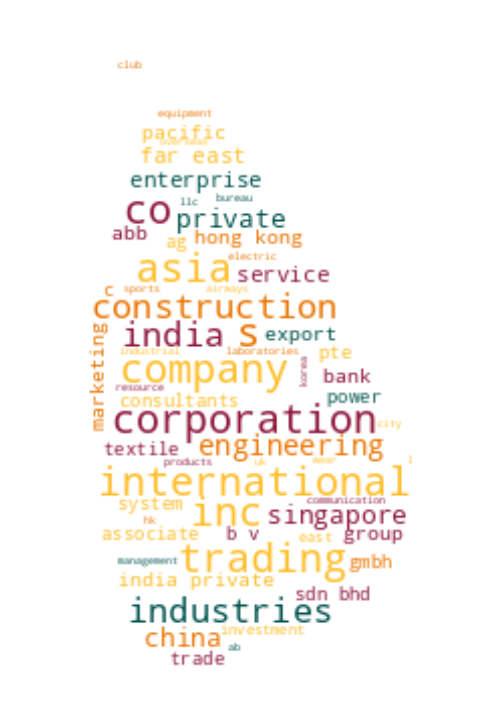 club
equipment
pacific
overseas
far east
enterprise
llc bureau
co private
abb ag hong kong
electric
asia service
c sports airways
construction
marketing
india s export
industrial laboratories pte
company korea bank
resource
consultants power
corporation city
textile engineering
products uk wear l
international
system communication
inc singapore
hk
associate b v east group
management trading gmbh
india private
sdn bhd
industries
china investment
ab
trade